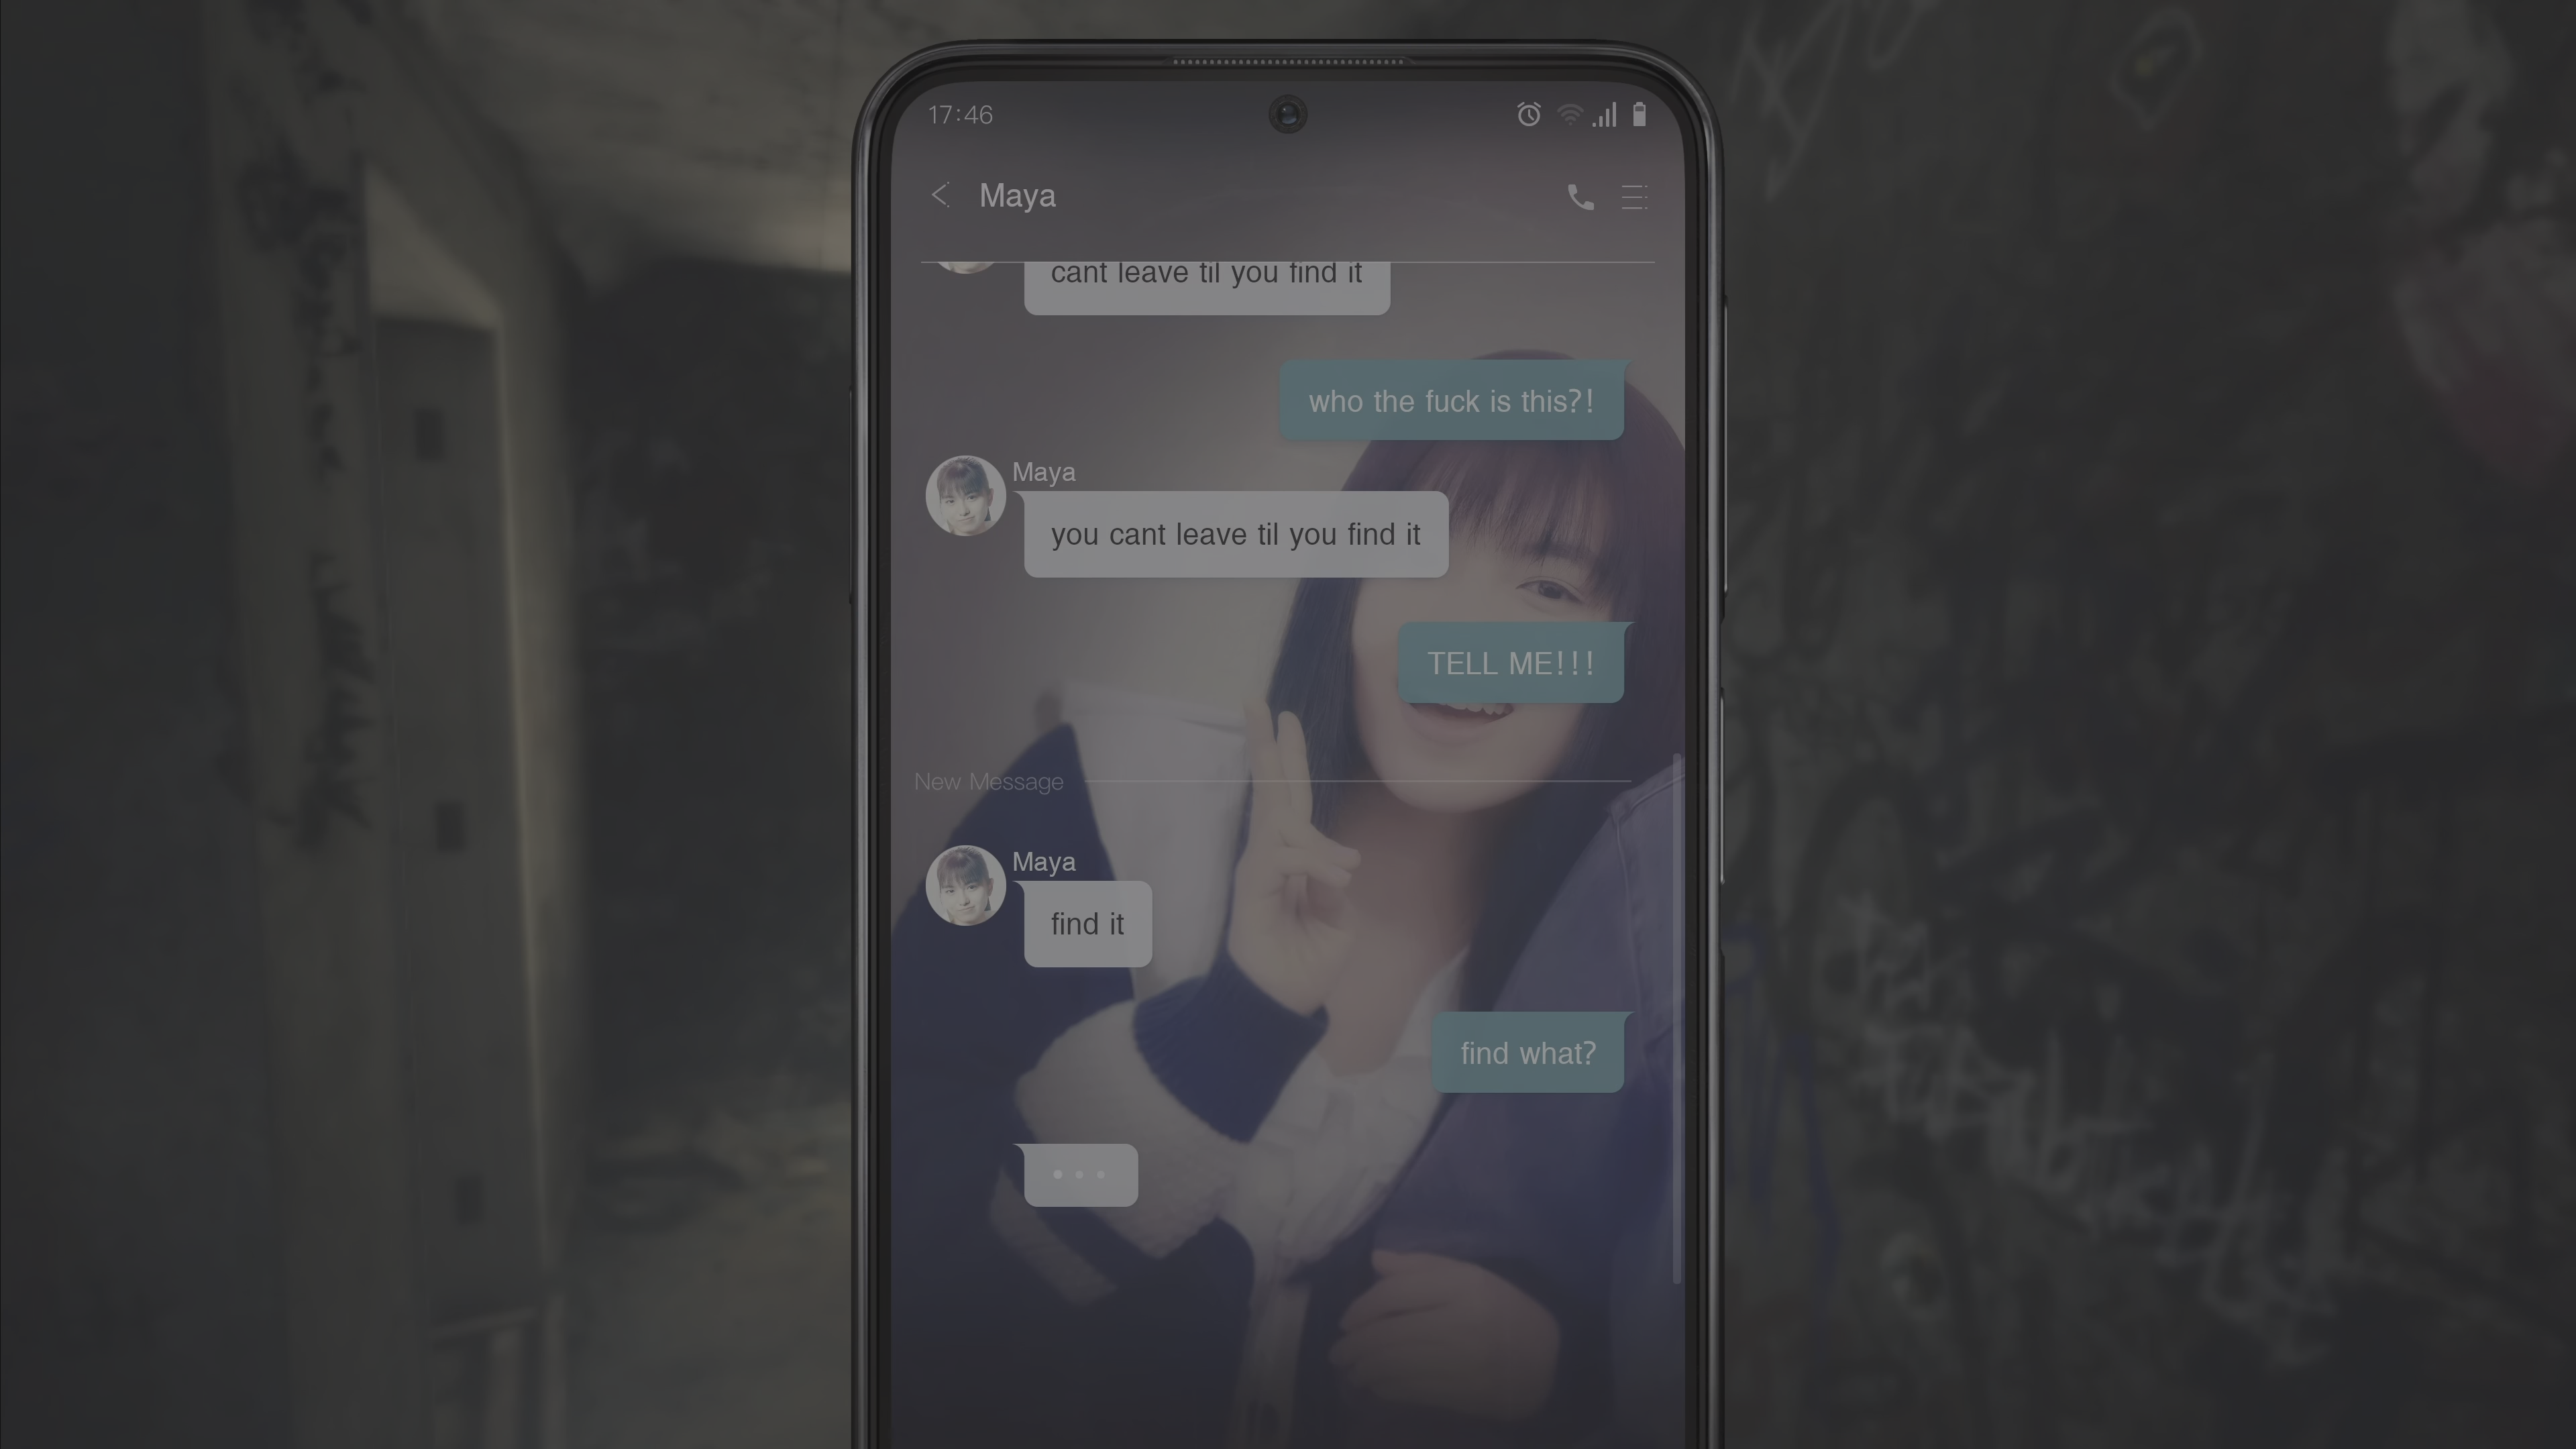 17:46
Maya
cant leave til you find it
who the fuck is this?!
Maya
you cant leave til you find it
TELL ME!!!
New Message
Maya
find it
find what?